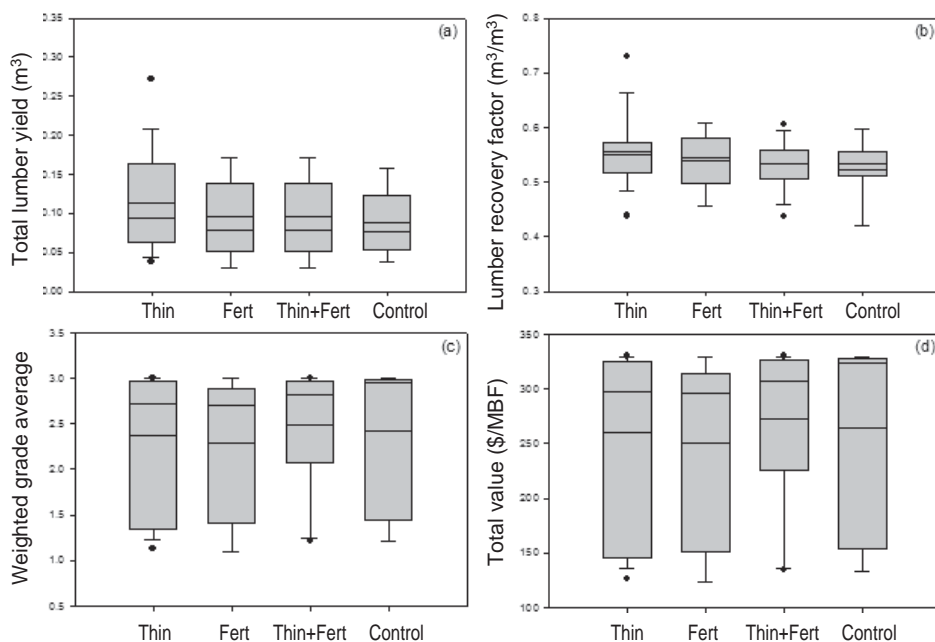 (a)
Total lumber yield (m³)
0.35
0.30
0.25
0.20
0.15
0.10
0.05
0.00
Thin Fert Thin+Fert Control
(b)
Lumber recovery factor (m³/m³)
0.8
0.7
0.6
0.5
0.4
0.3
Thin Fert Thin+Fert Control
(c)
Weighted grade average
3.5
3.0
2.5
2.0
1.5
1.0
0.5
Thin Fert Thin+Fert Control
(d)
Total value ($/MBF)
350
300
250
200
150
100
Thin Fert Thin+Fert Control